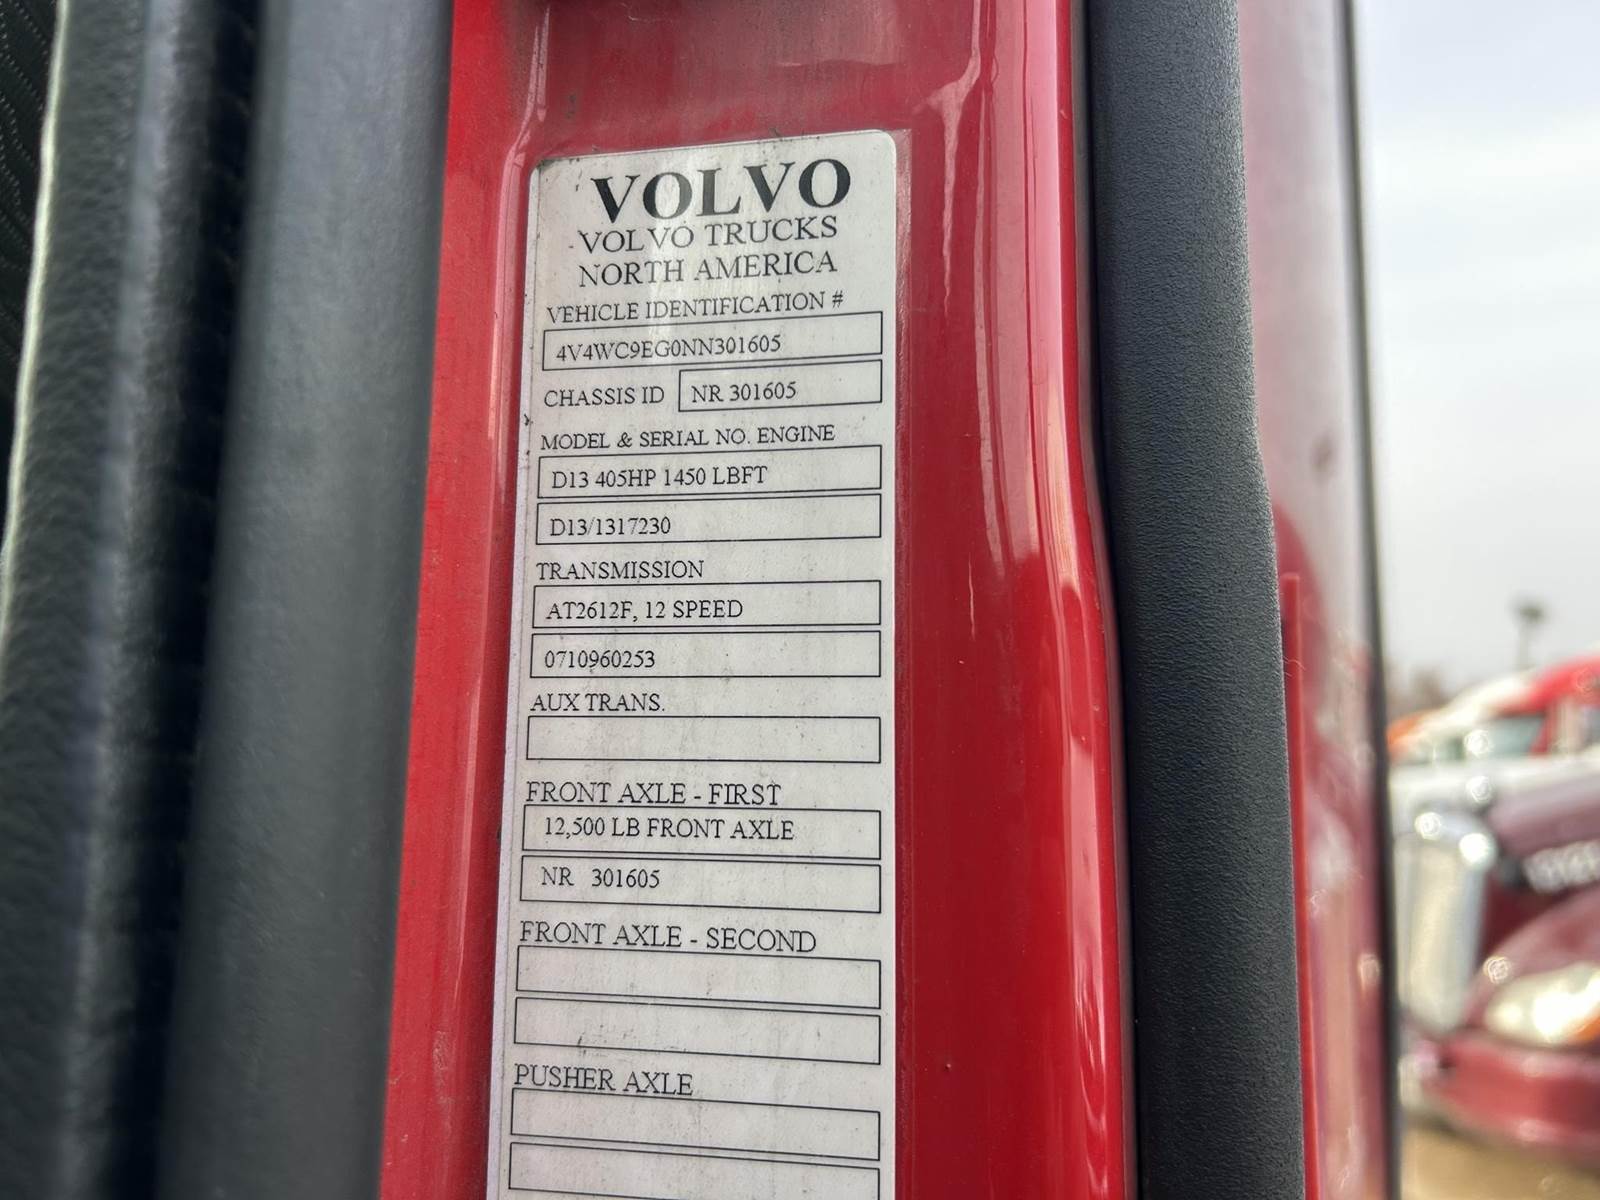 VOLVO
VOLVO TRUCKS
NORTH AMERICA
VEHICLE IDENTIFICATION #
4V4WC9EG0NN301605
CHASSIS ID NR 301605
MODEL & SERIAL NO. ENGINE
D13 405HP 1450 LBFT
D13/1317230
TRANSMISSION
AT2612F, 12 SPEED
0710960253
AUX TRANS.
FRONT AXLE - FIRST
12,500 LB FRONT AXLE
NR 301605
FRONT AXLE - SECOND
PUSHER AXLE